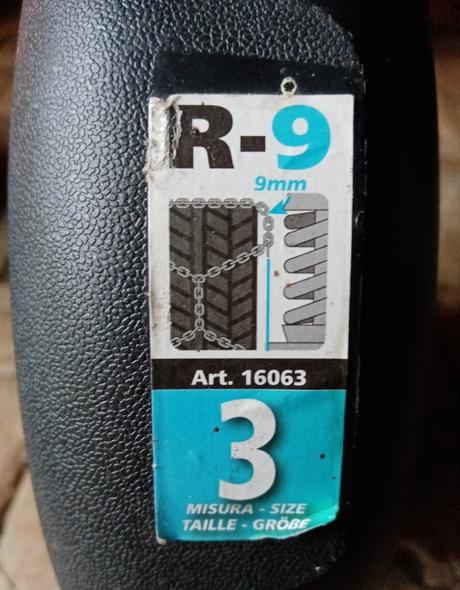 R-9
9mm
Art. 16063
3
MISURA - SIZE
TAILLE - GRÖBE